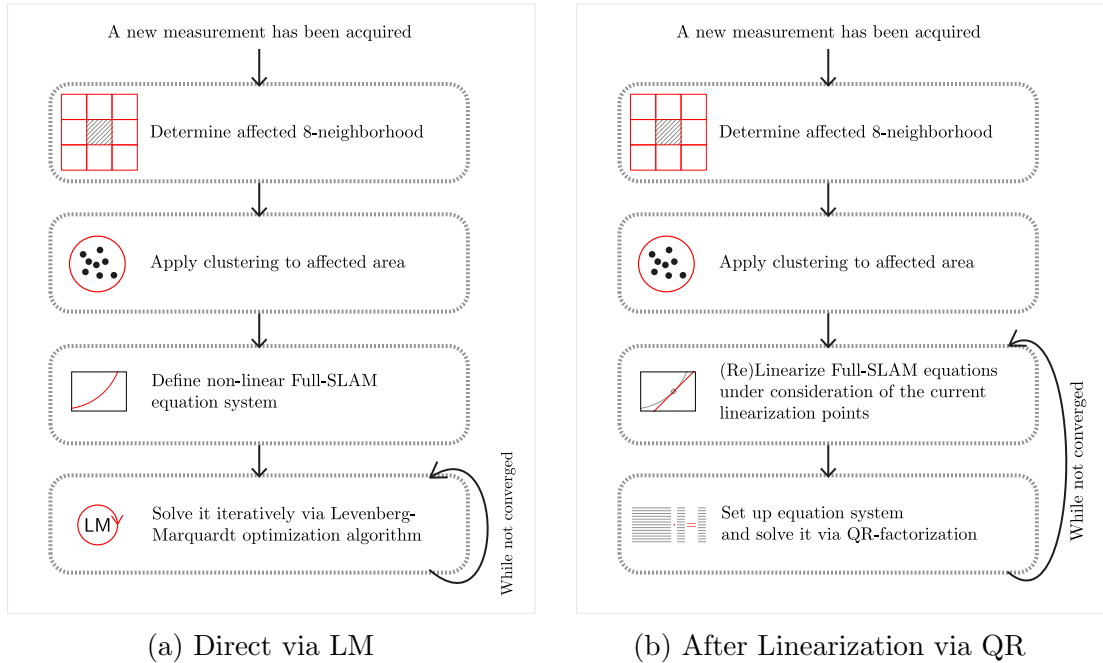 A new measurement has been acquired
Determine affected 8-neighborhood
Apply clustering to affected area
Define non-linear Full-SLAM
equation system
LM
Solve it iteratively via Levenberg-
Marquardt optimization algorithm
While not converged
(a) Direct via LM
A new measurement has been acquired
Determine affected 8-neighborhood
Apply clustering to affected area
(Re)Linearize Full-SLAM equations
under consideration of the current
linearization points
Set up equation system
and solve it via QR-factorization
While not converged
(b) After Linearization via QR